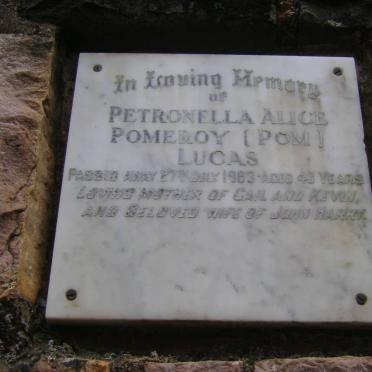 In Loving Memory
OF
PETRONELLA ALICE
POMEROY (POM)
LUCAS
PASSED AWAY 27TH JULY 1983 · AGED 43 YEARS
LOVING MOTHER OF GAIL AND KEVIN,
AND BELOVED WIFE OF JOHN HARRY.